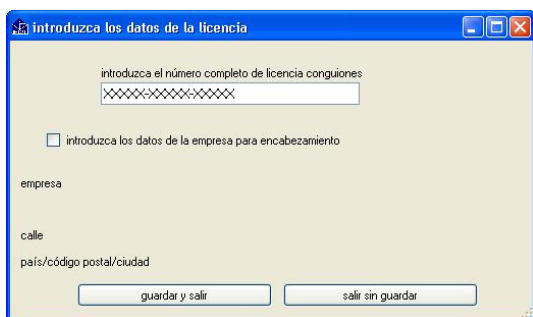 introduzca los datos de la licencia
introduzca el número completo de licencia conguiones
XXXXX-XXXXX-XXXXX
introduzca los datos de la empresa para encabezamiento
empresa
calle
país/código postal/ciudad
guardar y salir
salir sin guardar